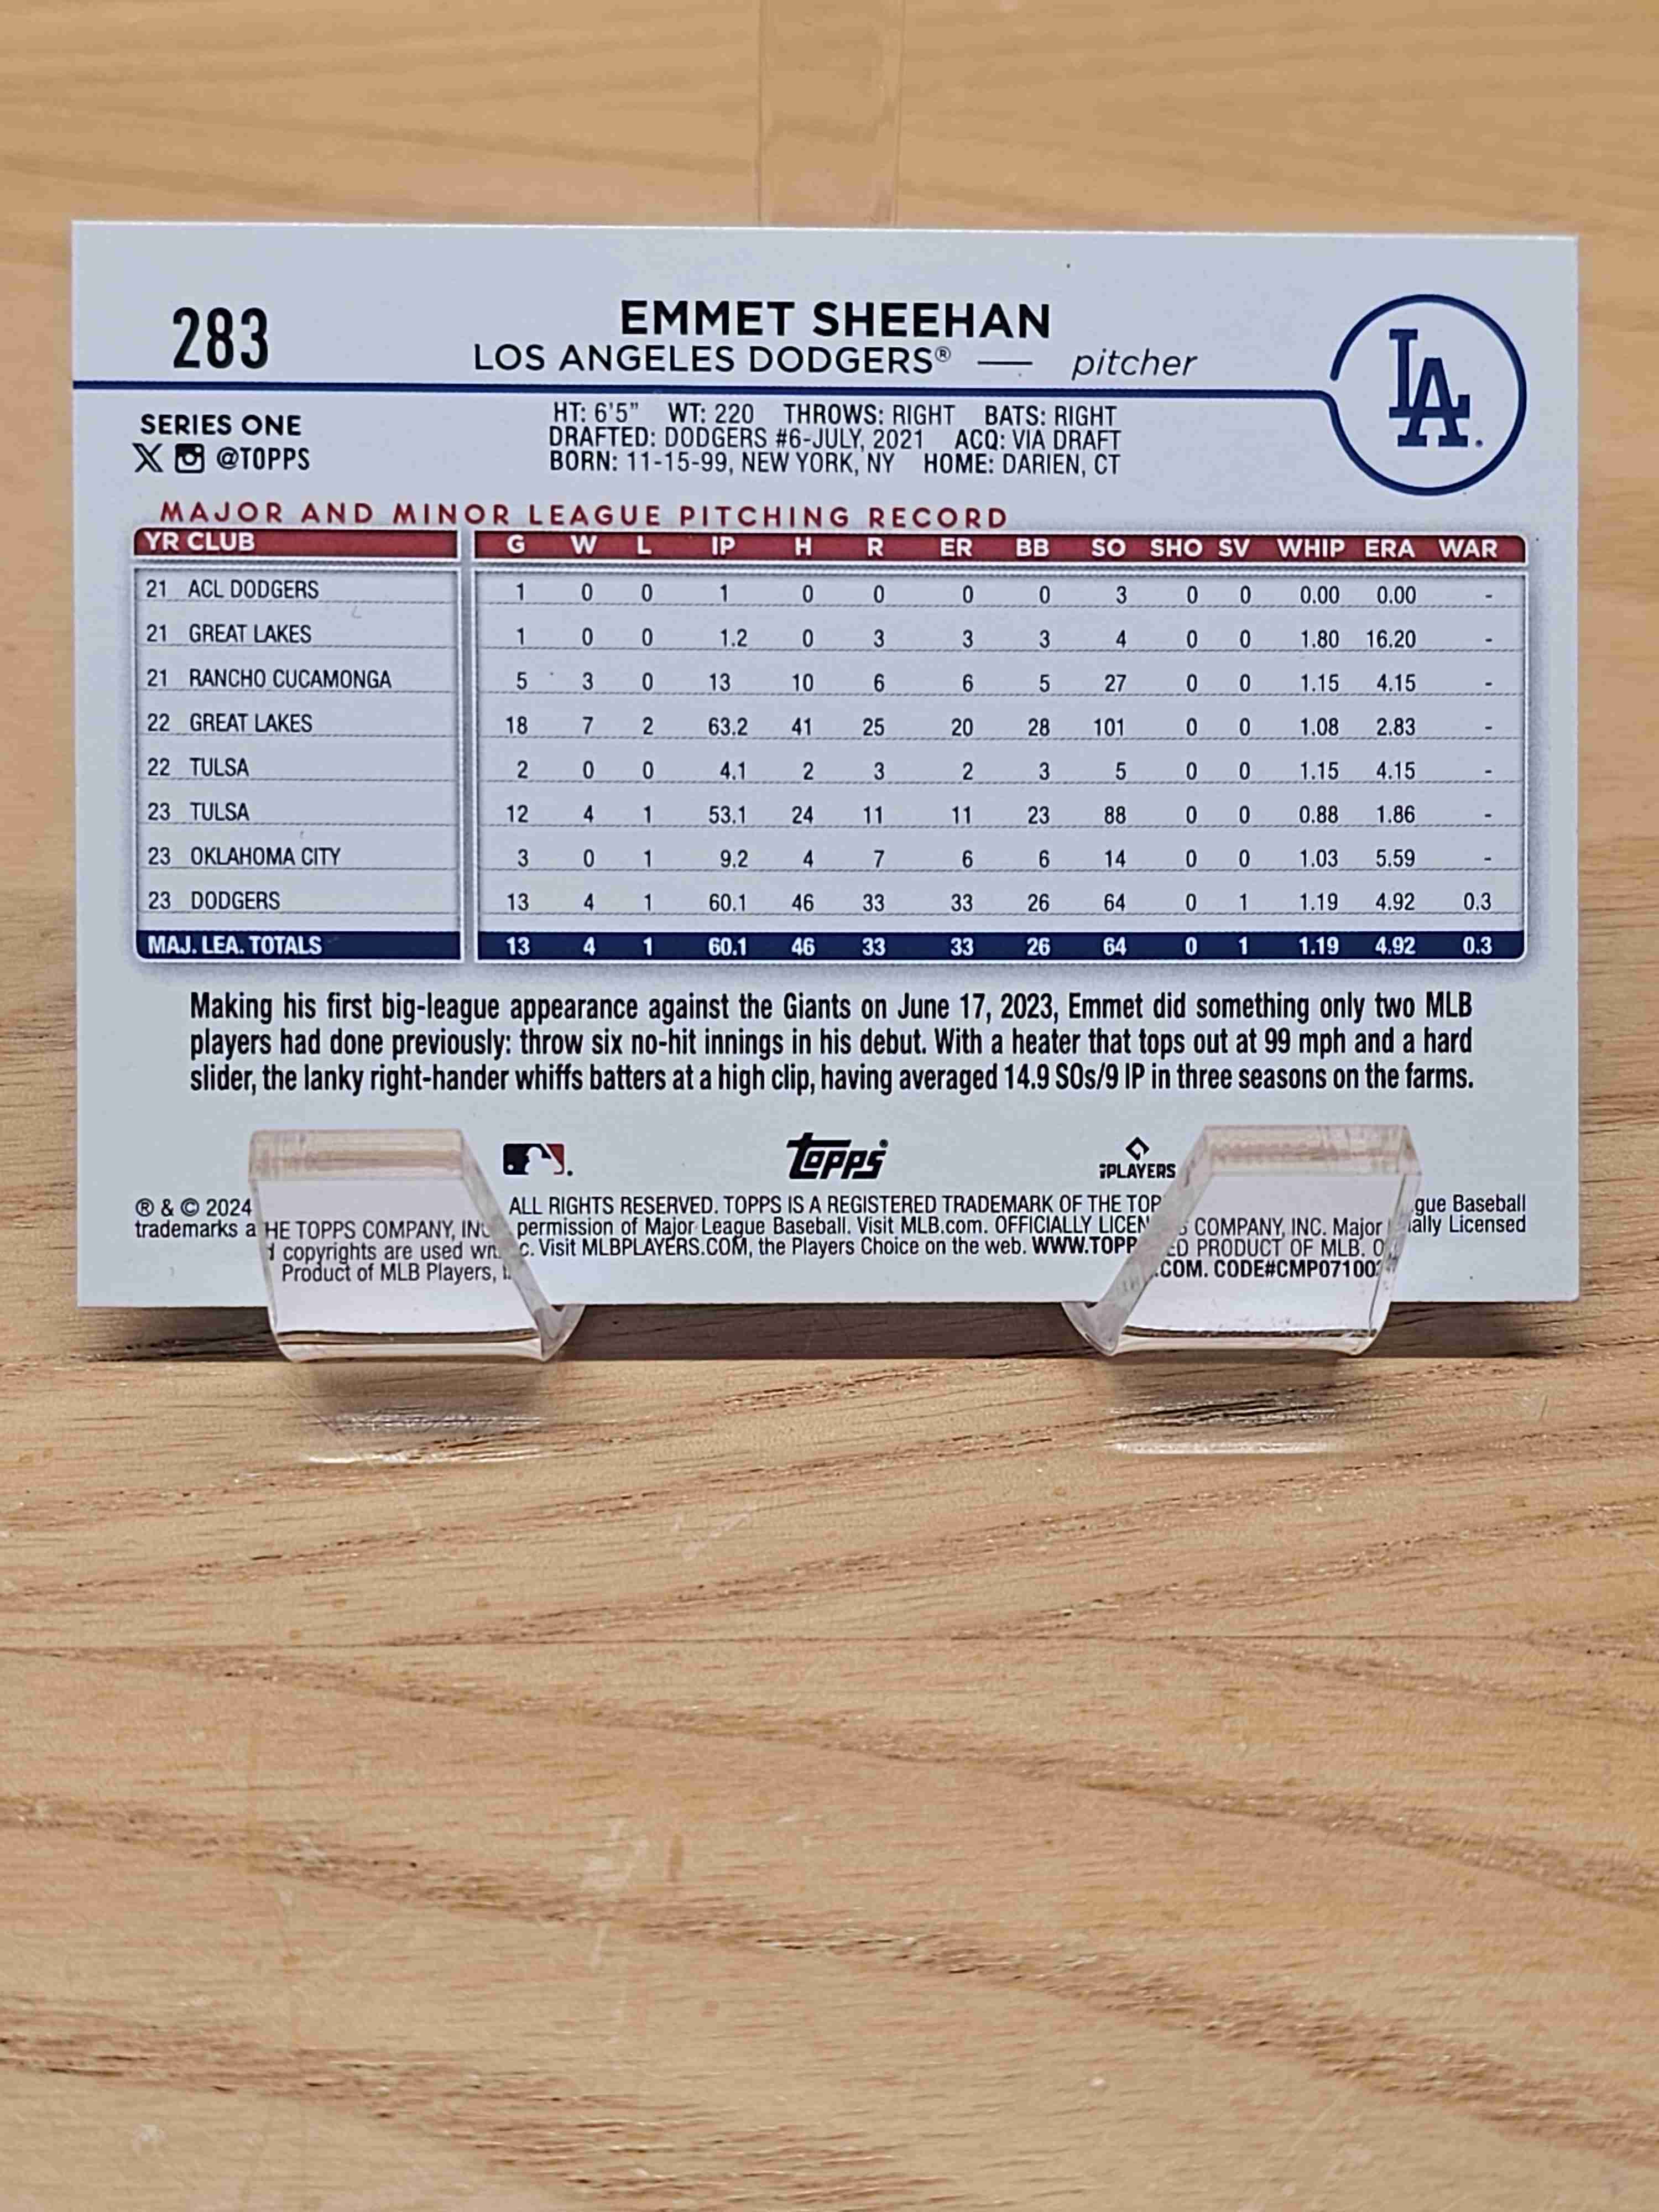 283
EMMET SHEEHAN
LOS ANGELES DODGERS® — pitcher
LA
SERIES ONE
@TOPPS
HT: 6'5" WT: 220 THROWS: RIGHT BATS: RIGHT
DRAFTED: DODGERS #6-JULY, 2021 ACQ: VIA DRAFT
BORN: 11-15-99, NEW YORK, NY HOME: DARIEN, CT
MAJOR AND MINOR LEAGUE PITCHING RECORD
YR CLUB G W L IP H R ER BB SO SHO SV WHIP ERA WAR
21 ACL DODGERS 1 0 0 1 0 0 0 0 3 0 0 0.00 0.00 -
21 GREAT LAKES 1 0 0 1.2 0 3 3 3 4 0 0 1.80 16.20 -
21 RANCHO CUCAMONGA 5 3 0 13 10 6 6 5 27 0 0 1.15 4.15 -
22 GREAT LAKES 18 7 2 63.2 41 25 20 28 101 0 0 1.08 2.83 -
22 TULSA 2 0 0 4.1 2 3 2 3 5 0 0 1.15 4.15 -
23 TULSA 12 4 1 53.1 24 11 11 23 88 0 0 0.88 1.86 -
23 OKLAHOMA CITY 3 0 1 9.2 4 7 6 6 14 0 0 1.03 5.59 -
23 DODGERS 13 4 1 60.1 46 33 33 26 64 0 1 1.19 4.92 0.3
MAJ. LEA. TOTALS 13 4 1 60.1 46 33 33 26 64 0 1 1.19 4.92 0.3
Making his first big-league appearance against the Giants on June 17, 2023, Emmet did something only two MLB
players had done previously: throw six no-hit innings in his debut. With a heater that tops out at 99 mph and a hard
slider, the lanky right-hander whiffs batters at a high clip, having averaged 14.9 SOs/9 IP in three seasons on the farms.
topps
PLAYERS
® & © 2024 HE TOPPS COMPANY, IN ALL RIGHTS RESERVED. TOPPS IS A REGISTERED TRADEMARK OF THE TOP S COMPANY, INC. Major gue Baseball
trademarks a copyrights are used permission of Major League Baseball. Visit MLB.com. OFFICIALLY LICEN ED PRODUCT OF MLB. O ially Licensed
Product of MLB Players, c. Visit MLBPLAYERS.COM, the Players Choice on the web. WWW.TOPP .COM. CODE#CMP07100